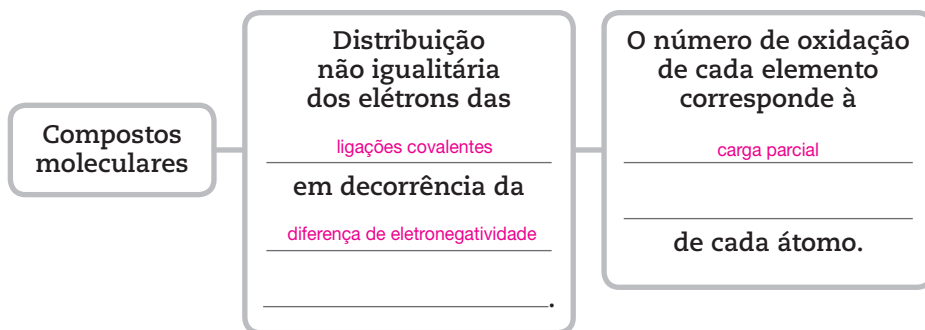 Compostos
moleculares
Distribuição
não igualitária
dos elétrons das
ligações covalentes
em decorrência da
diferença de eletronegatividade
.
O número de oxidação
de cada elemento
corresponde à
carga parcial
de cada átomo.